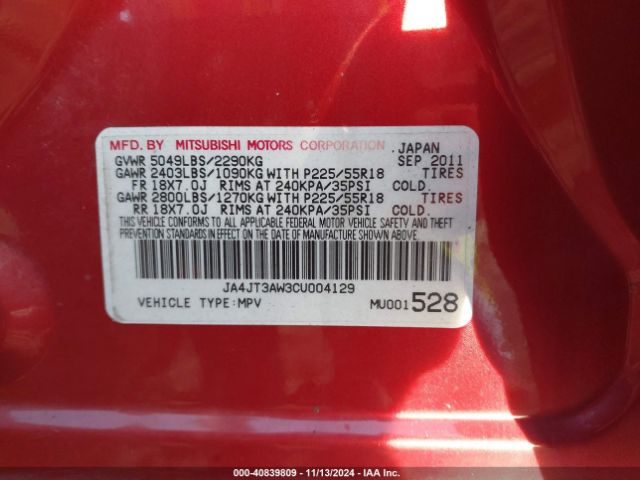 MFD. BY MITSUBISHI MOTORS CORPORATION. JAPAN
GVWR 5049LBS/2290KG SEP 2011
GAWR 2403LBS/1090KG WITH P225/55R18 TIRES
FR 18X7.0J RIMS AT 240KPA/35PSI COLD.
GAWR 2800LBS/1270KG WITH P225/55R18 TIRES
RR 18X7.0J RIMS AT 240KPA/35PSI COLD.
THIS VEHICLE CONFORMS TO ALL APPLICABLE FEDERAL MOTOR VEHICLE SAFETY AND THEFT
PREVENTION STANDARDS IN EFFECT ON THE DATE OF MANUFACTURE SHOWN ABOVE.
JA4JT3AW3CU004129
VEHICLE TYPE:MPV MU001528
000-40839809 - 11/13/2024 - IAA Inc.